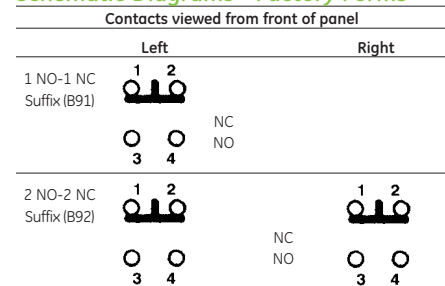 Schematic Diagrams - Factory Forms
Contacts viewed from front of panel
Left Right
1 NO-1 NC
Suffix (B91)
1 2
NC
NO
3 4
2 NO-2 NC
Suffix (B92)
1 2 1 2
NC
NO
3 4 3 4